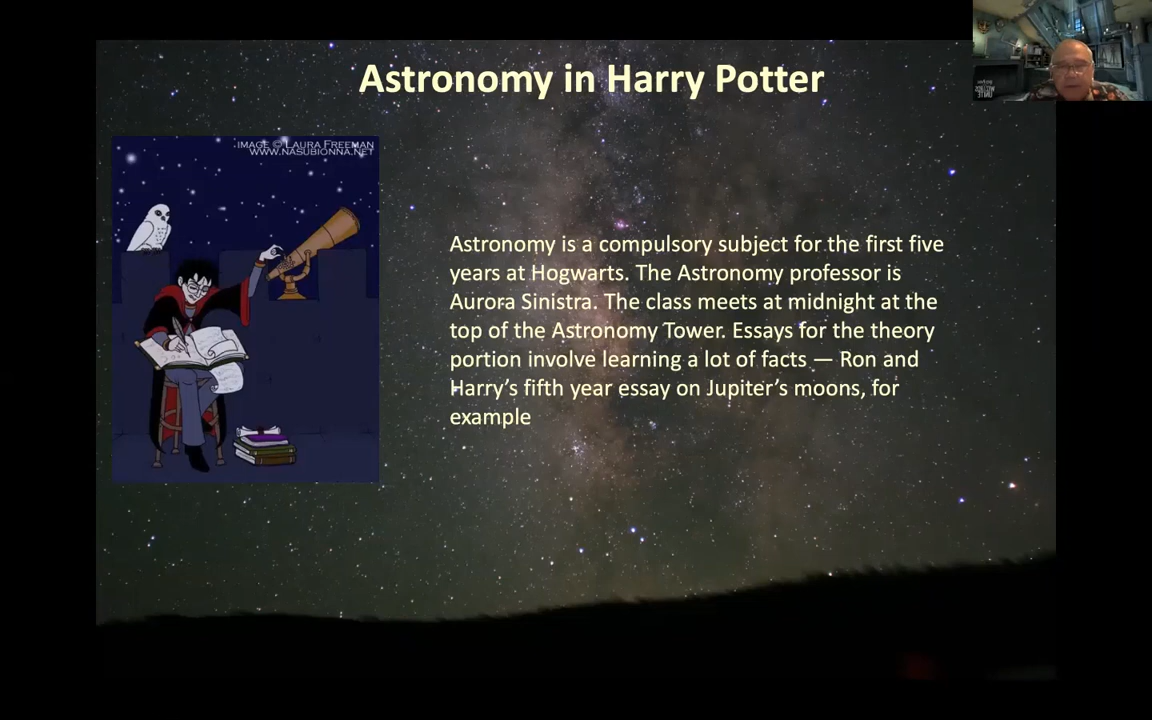 Astronomy in Harry Potter
IMAGE © LAURA FREEMAN
WWW.NASUBIONNA.NET
Astronomy is a compulsory subject for the first five
years at Hogwarts. The Astronomy professor is
Aurora Sinistra. The class meets at midnight at the
top of the Astronomy Tower. Essays for the theory
portion involve learning a lot of facts — Ron and
Harry’s fifth year essay on Jupiter’s moons, for
example